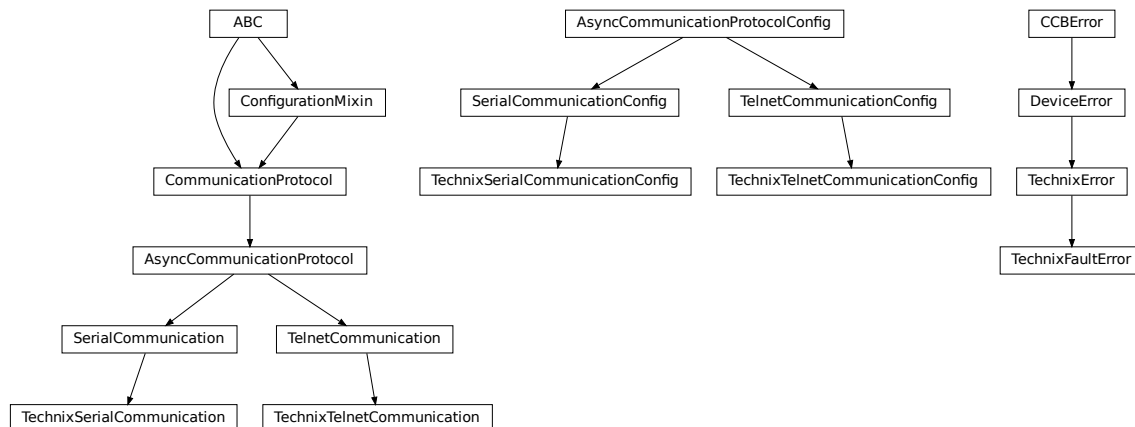 ABC
AsyncCommunicationProtocolConfig
CCBError
ConfigurationMixin
SerialCommunicationConfig
TelnetCommunicationConfig
DeviceError
CommunicationProtocol
TechnixSerialCommunicationConfig
TechnixTelnetCommunicationConfig
TechnixError
AsyncCommunicationProtocol
TechnixFaultError
SerialCommunication
TelnetCommunication
TechnixSerialCommunication
TechnixTelnetCommunication